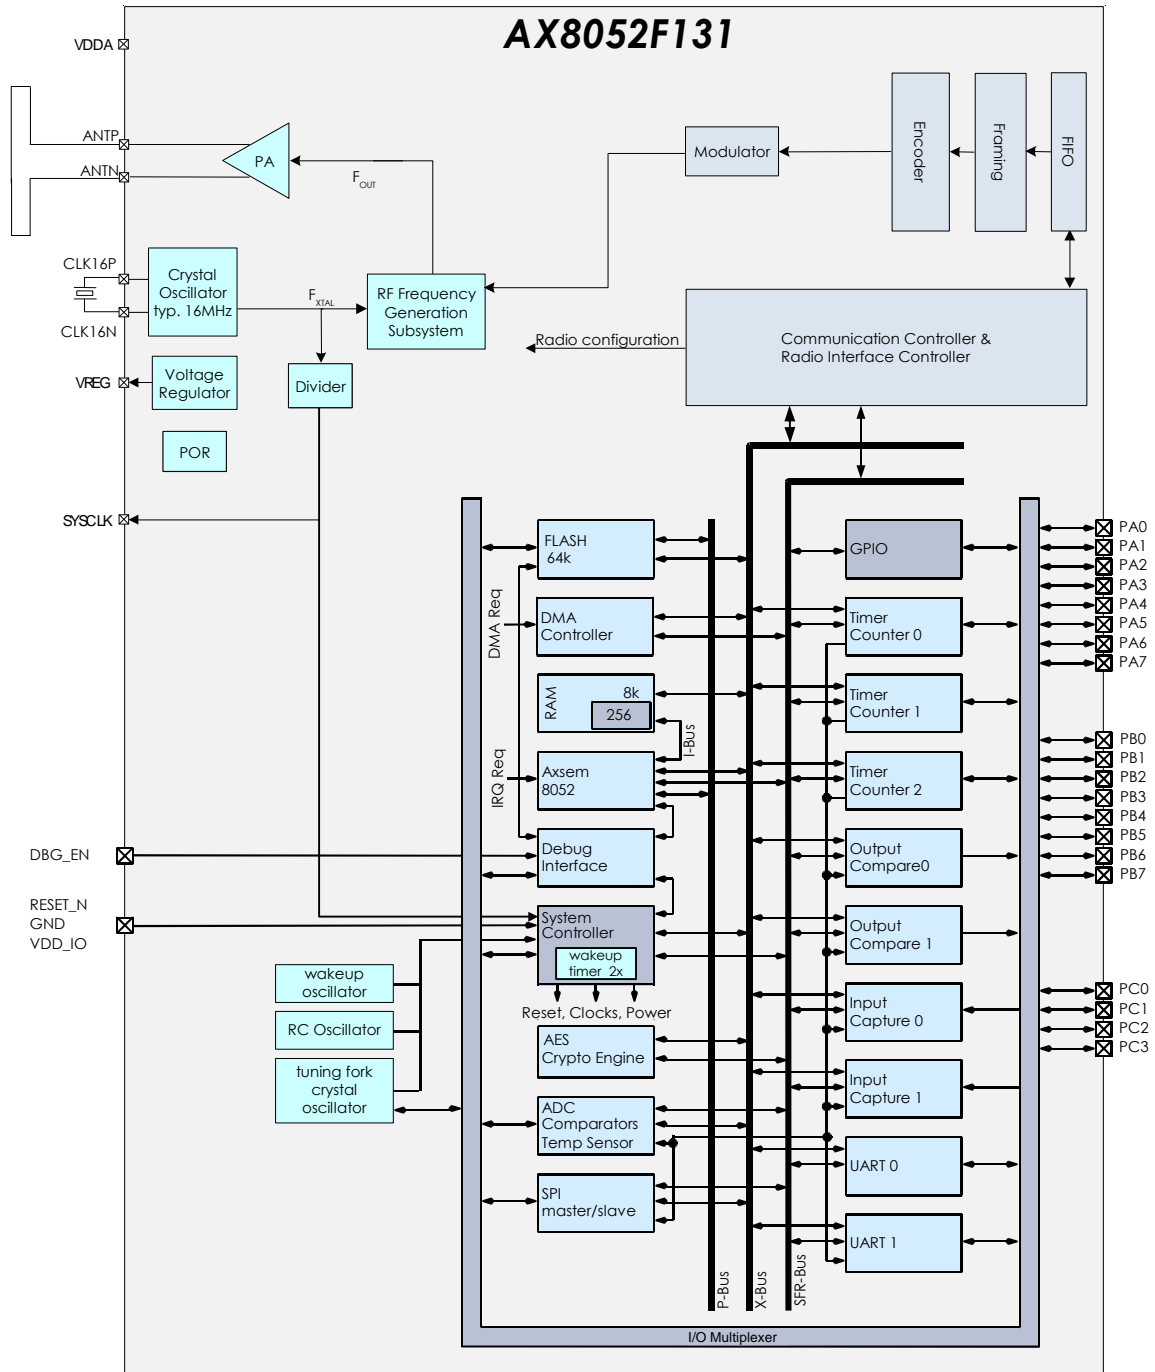 AX8052F131
VDDA
ANTP
ANTN
PA
F_OUT
Modulator
Encoder
Framing
FIFO
CLK16P
CLK16N
Crystal
Oscillator
typ. 16MHz
F_XTAL
RF Frequency
Generation
Subsystem
Radio configuration
Communication Controller &
Radio Interface Controller
VREG
Voltage
Regulator
Divider
POR
SYSCLK
FLASH
64k
DMA Req
DMA
Controller
RAM
8k
256
I-Bus
IRQ Req
Axsem
8052
DBG_EN
Debug
Interface
RESET_N
GND
VDD_IO
System
Controller
wakeup
timer 2x
Reset, Clocks, Power
wakeup
oscillator
RC Oscillator
tuning fork
crystal
oscillator
AES
Crypto Engine
ADC
Comparators
Temp Sensor
SPI
master/slave
P-Bus
X-Bus
SFR-Bus
GPIO
Timer
Counter 0
Timer
Counter 1
Timer
Counter 2
Output
Compare0
Output
Compare 1
Input
Capture 0
Input
Capture 1
UART 0
UART 1
I/O Multiplexer
PA0
PA1
PA2
PA3
PA4
PA5
PA6
PA7
PB0
PB1
PB2
PB3
PB4
PB5
PB6
PB7
PC0
PC1
PC2
PC3